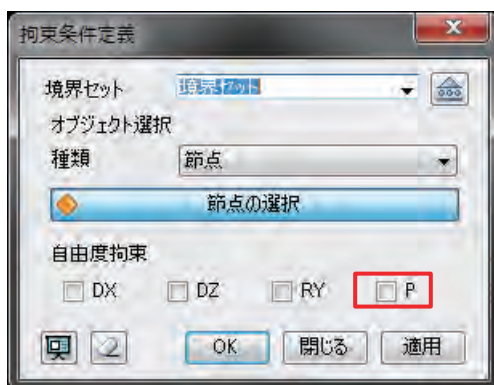 拘束条件定義
境界セット 境界セット
オブジェクト選択
種類 節点
節点の選択
自由度拘束
DX DZ RY P
OK 閉じる 適用